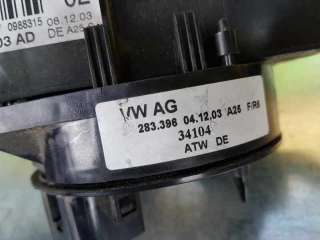 0988315 08.12.03
03 AD DE A25
VW AG
283.396 04.12.03 A25 F/R8
34104
ATW DE